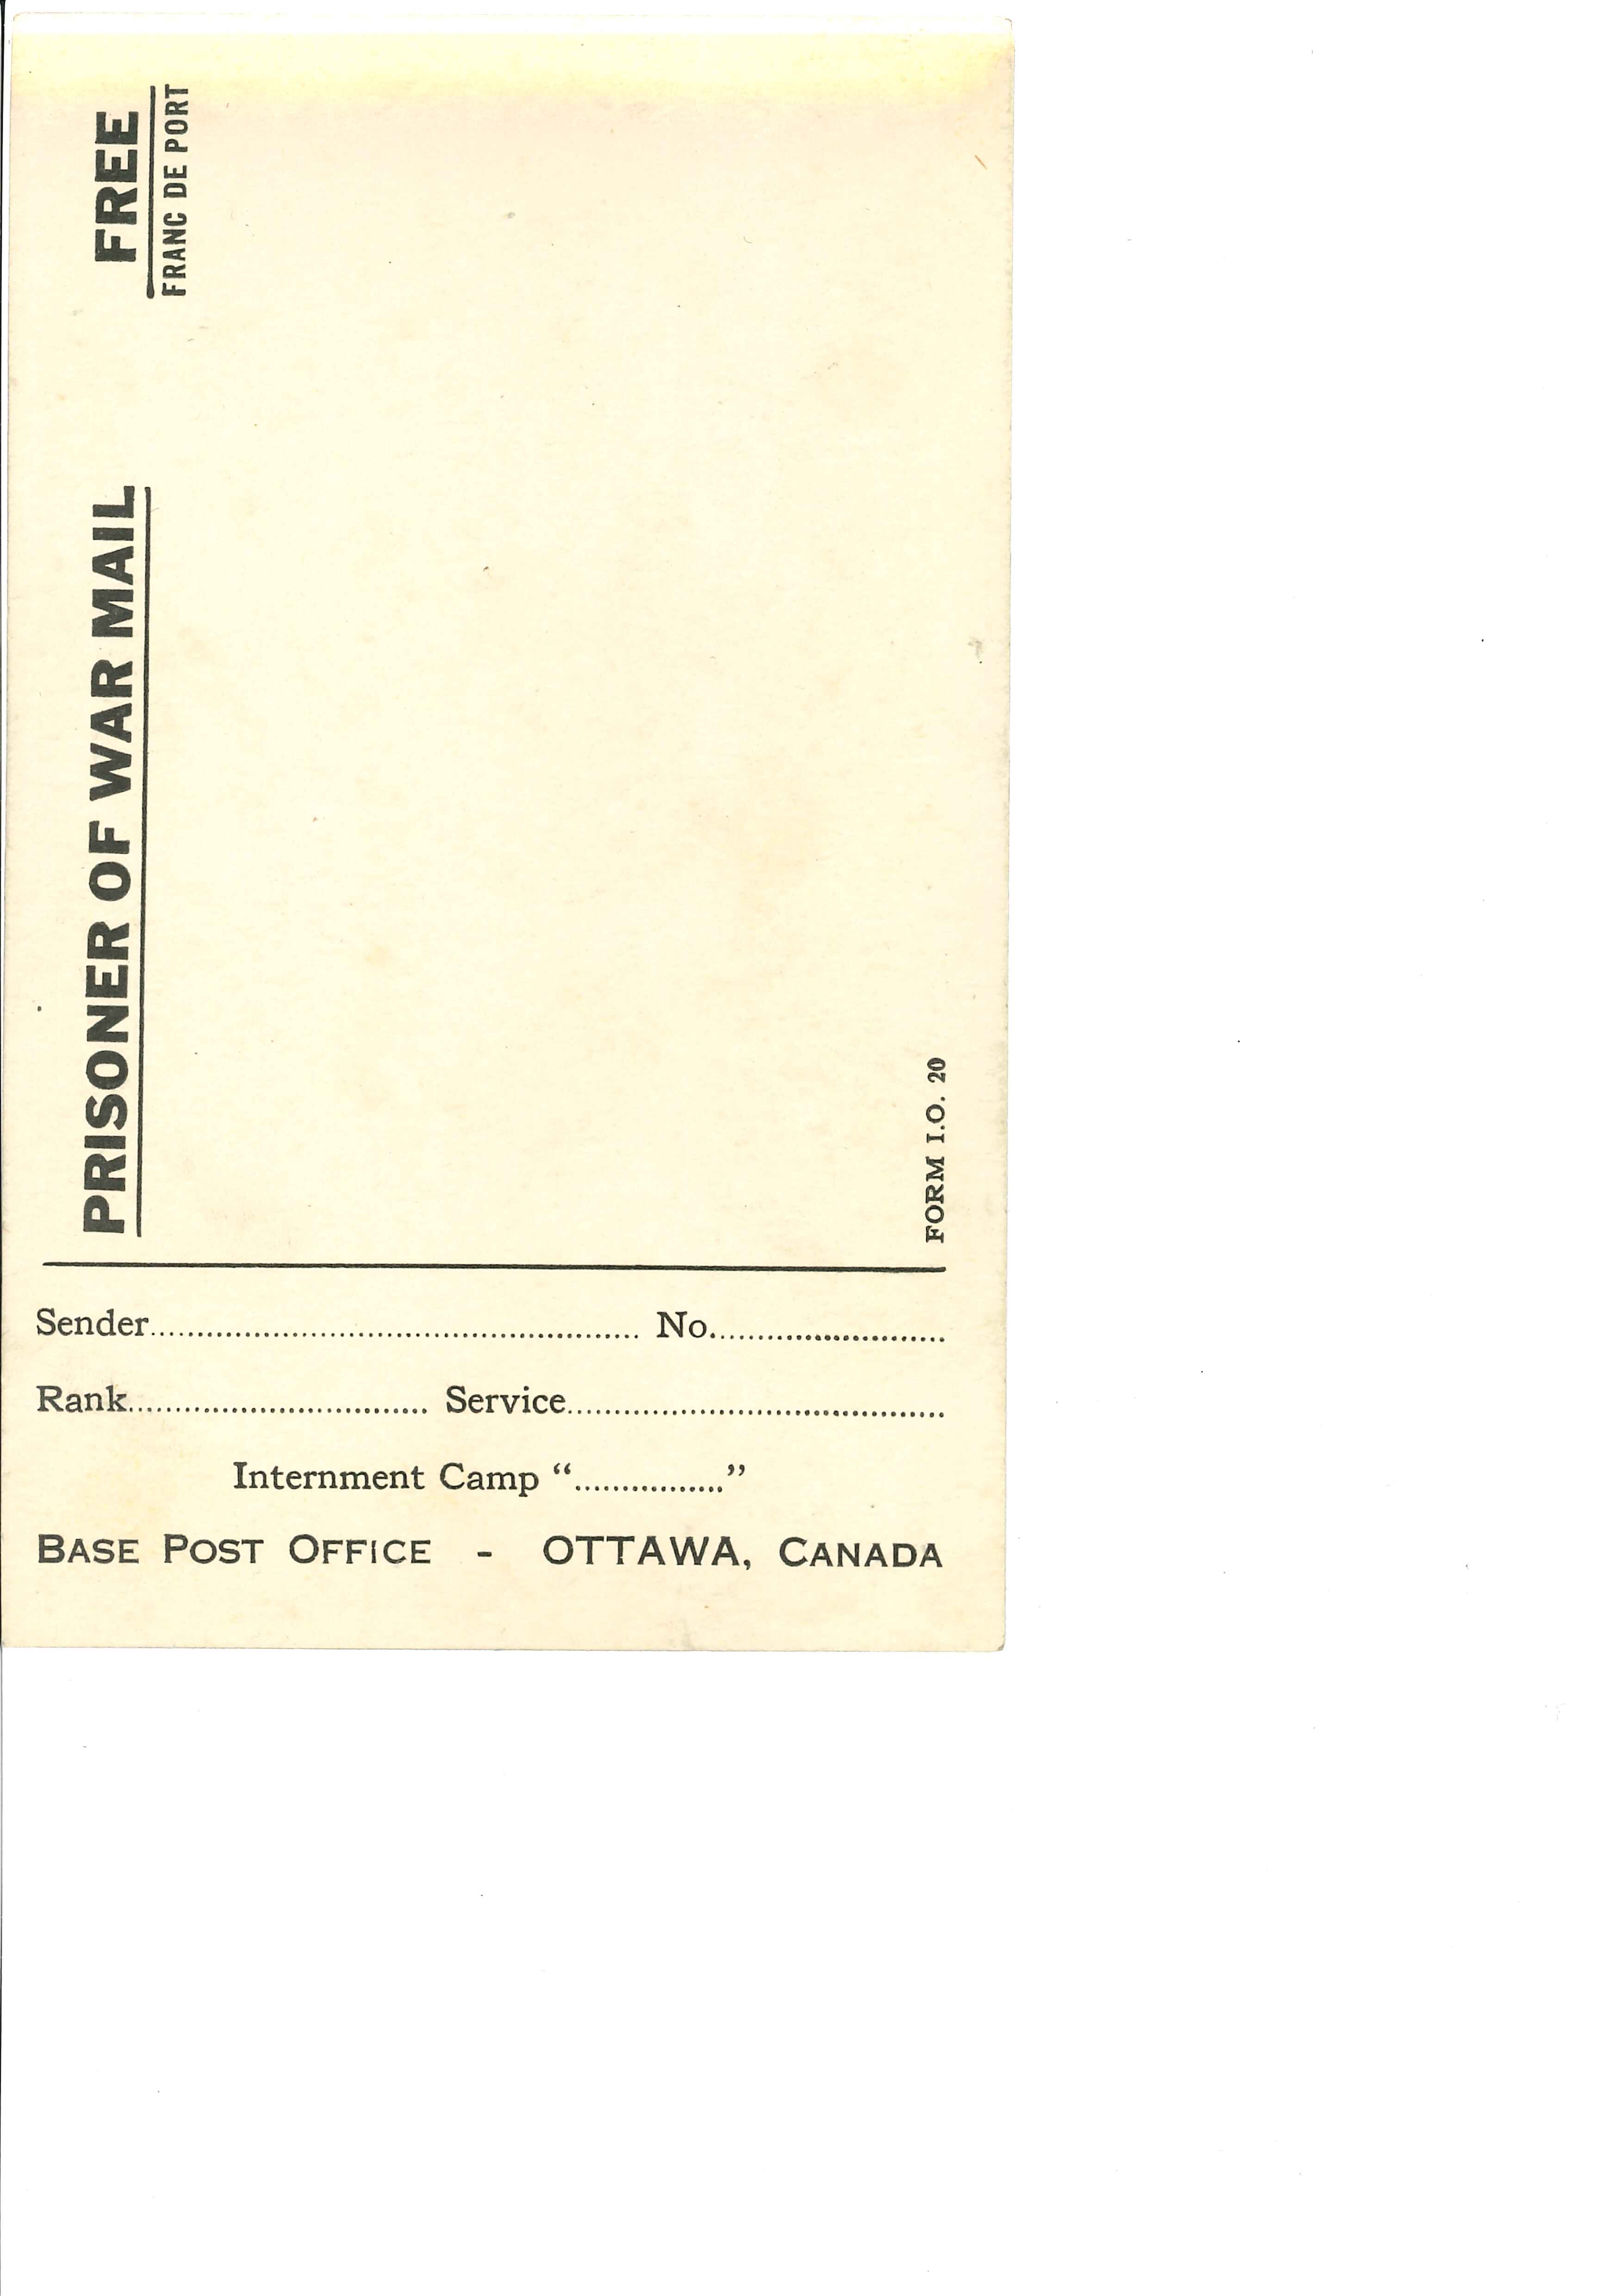 PRISONER OF WAR MAIL
FREE
FRANC DE PORT
FORM I.O. 20
Sender.................................................... No.........................
Rank................................ Service........................................
Internment Camp “................”
BASE POST OFFICE - OTTAWA, CANADA